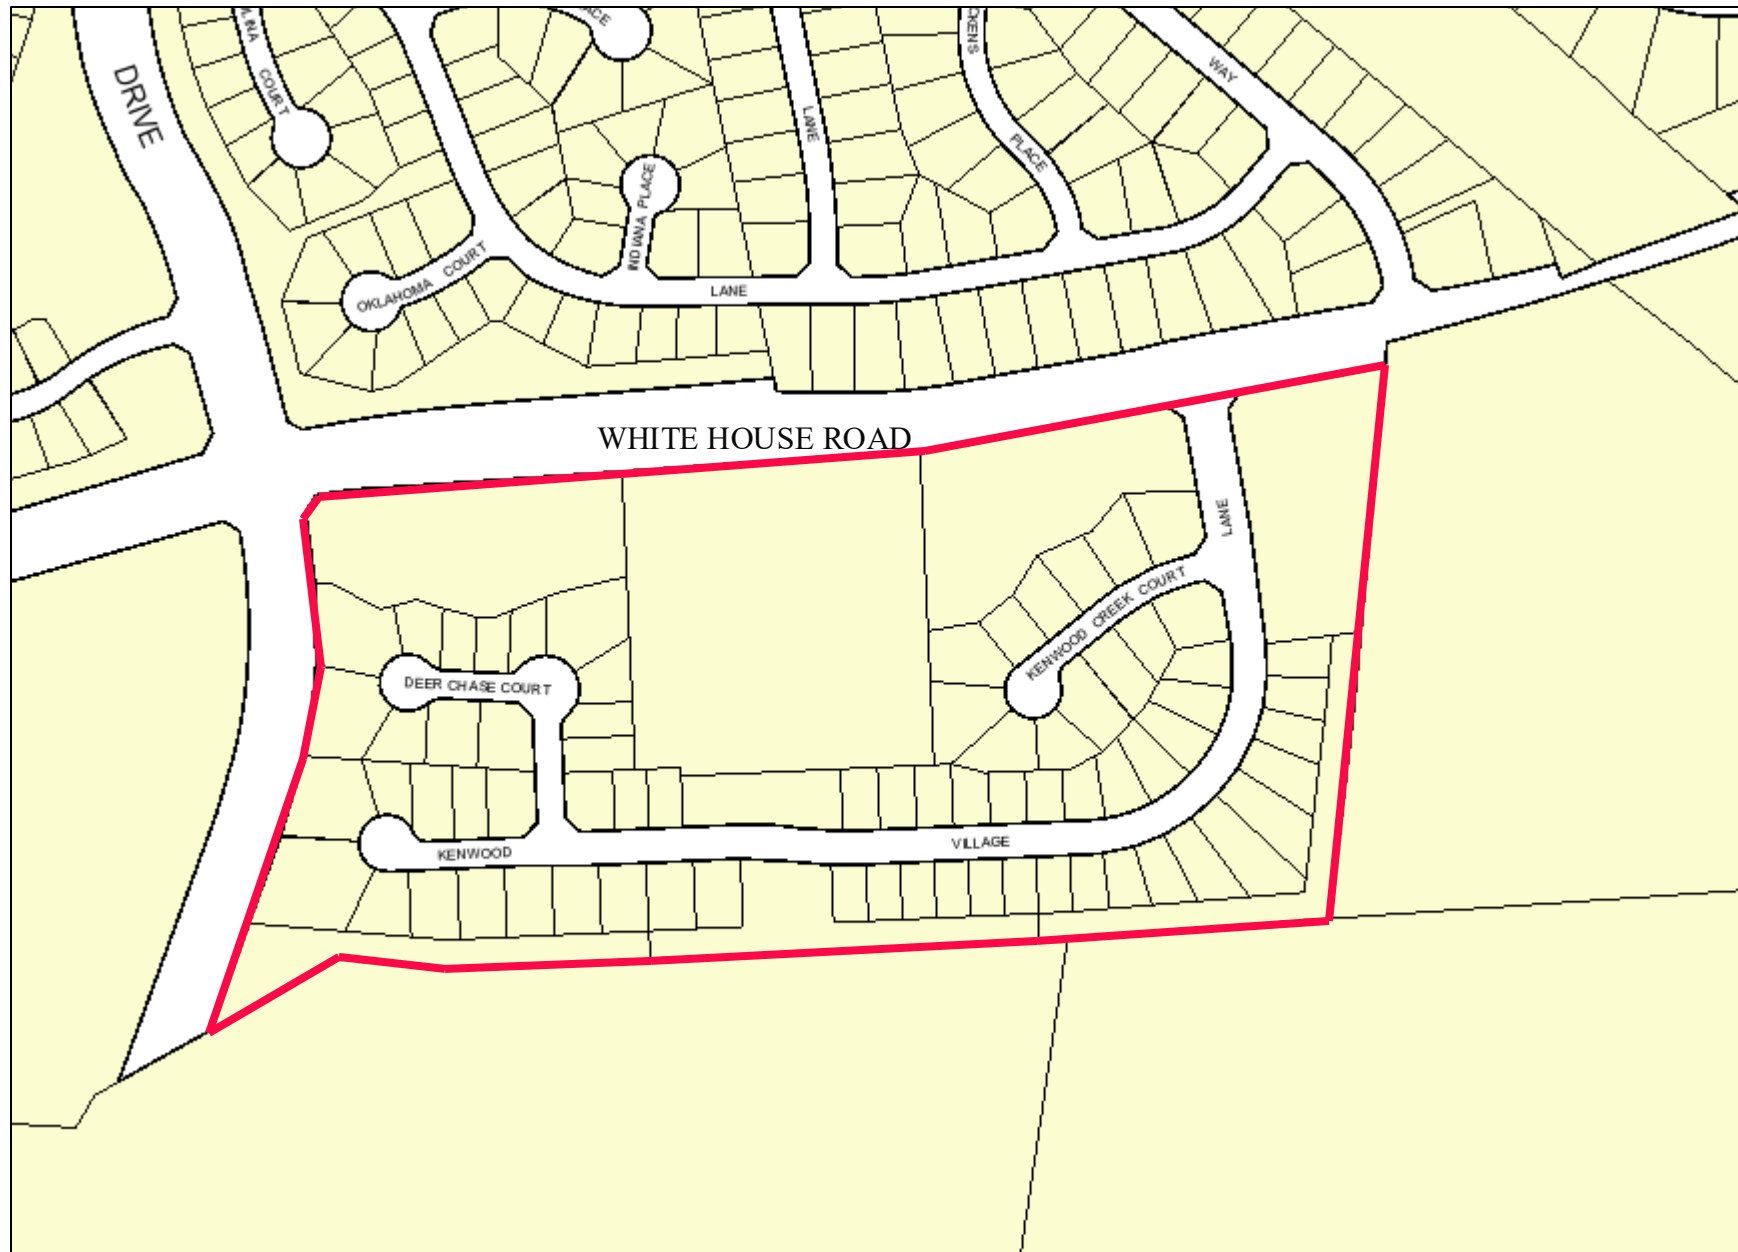 COURT
DRIVE
WAY
LANE
PLACE
INDIANA PLACE
OKLAHOMA COURT
LANE
WHITE HOUSE ROAD
LANE
KENWOOD CREEK COURT
DEER CHASE COURT
KENWOOD
VILLAGE